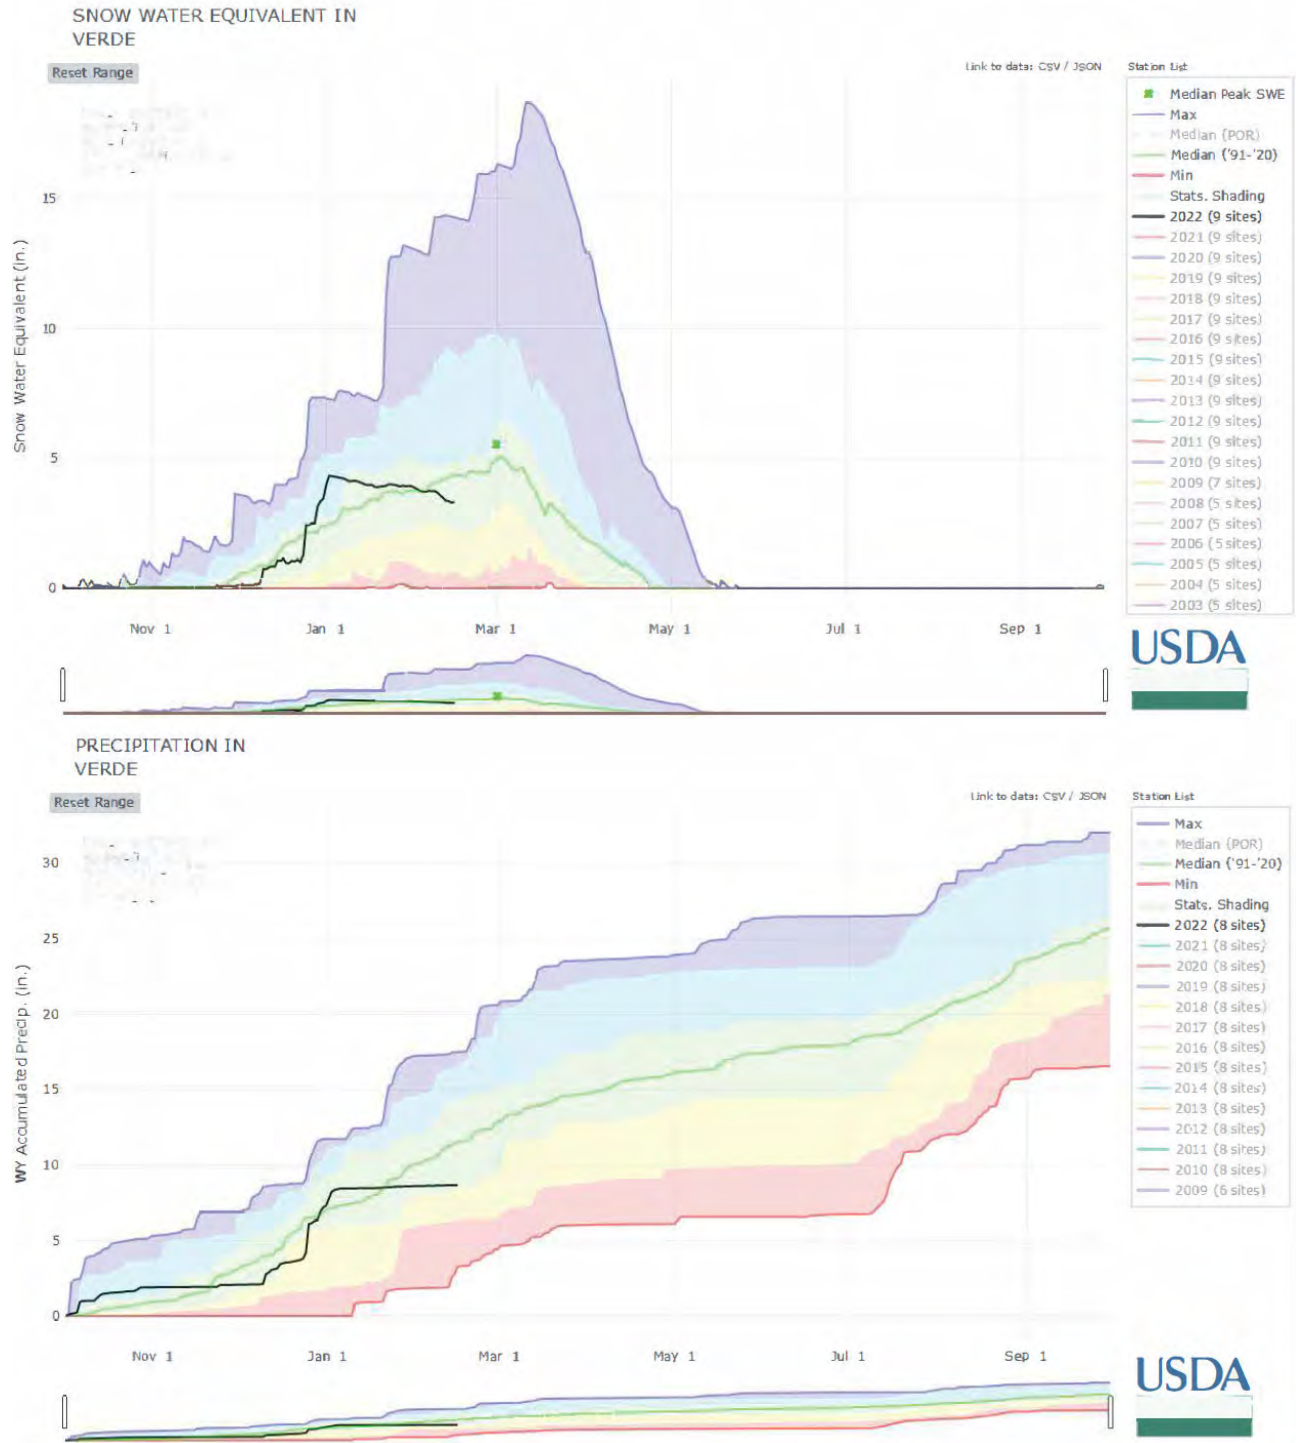 SNOW WATER EQUIVALENT IN
VERDE
Reset Range
Link to data: CSV / JSON
Station List
Median Peak SWE
Max
Median (POR)
Median ('91-'20)
Min
Stats. Shading
2022 (9 sites)
2021 (9 sites)
2020 (9 sites)
2019 (9 sites)
2018 (9 sites)
2017 (9 sites)
2016 (9 sites)
2015 (9 sites)
2014 (9 sites)
2013 (9 sites)
2012 (9 sites)
2011 (9 sites)
2010 (9 sites)
2009 (7 sites)
2008 (5 sites)
2007 (5 sites)
2006 (5 sites)
2005 (5 sites)
2004 (5 sites)
2003 (5 sites)
Snow Water Equivalent (in.)
15
10
5
0
Nov 1
Jan 1
Mar 1
May 1
Jul 1
Sep 1
USDA
PRECIPITATION IN
VERDE
Reset Range
Link to data: CSV / JSON
Station List
Max
Median (POR)
Median ('91-'20)
Min
Stats. Shading
2022 (8 sites)
2021 (8 sites)
2020 (8 sites)
2019 (8 sites)
2018 (8 sites)
2017 (8 sites)
2016 (8 sites)
2015 (8 sites)
2014 (8 sites)
2013 (8 sites)
2012 (8 sites)
2011 (8 sites)
2010 (8 sites)
2009 (6 sites)
WY Accumulated Precip. (in.)
30
25
20
15
10
5
0
Nov 1
Jan 1
Mar 1
May 1
Jul 1
Sep 1
USDA